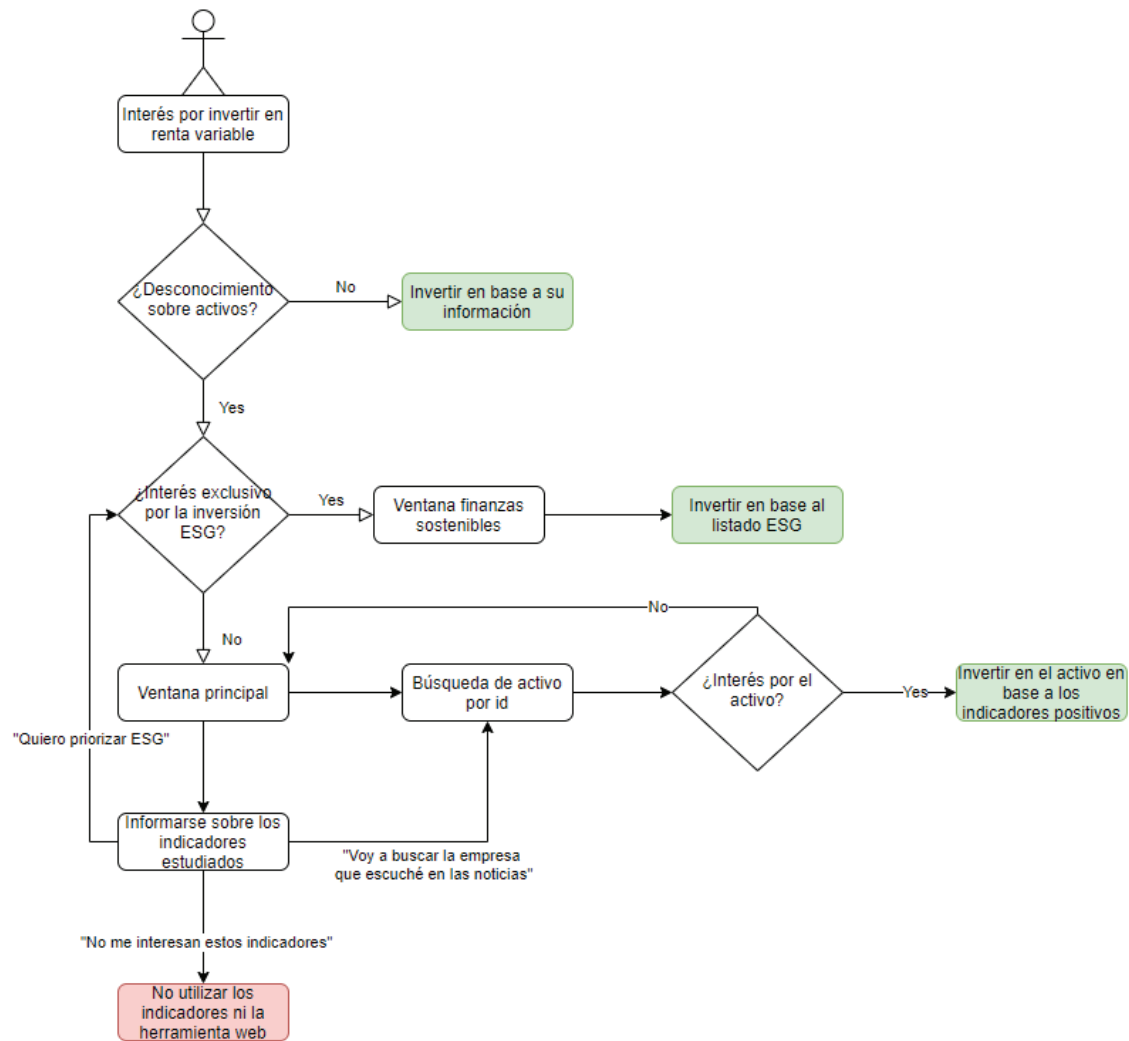 Interés por invertir en
renta variable
¿Desconocimiento
sobre activos?
No
Invertir en base a su
información
Yes
¿Interés exclusivo
por la inversión
ESG?
Yes
Ventana finanzas
sostenibles
Invertir en base al
listado ESG
No
No
Ventana principal
Búsqueda de activo
por id
¿Interés por el
activo?
Yes
Invertir en el activo en
base a los
indicadores positivos
"Quiero priorizar ESG"
Informarse sobre los
indicadores
estudiados
"Voy a buscar la empresa
que escuché en las noticias"
"No me interesan estos indicadores"
No utilizar los
indicadores ni la
herramienta web